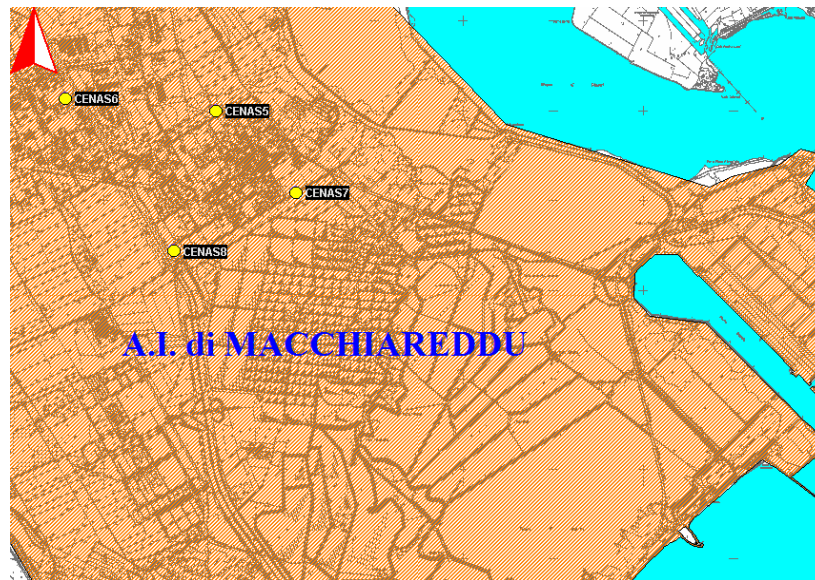 CENAS6
CENAS5
CENAS7
CENAS8
A.I. di MACCHIAREDDU